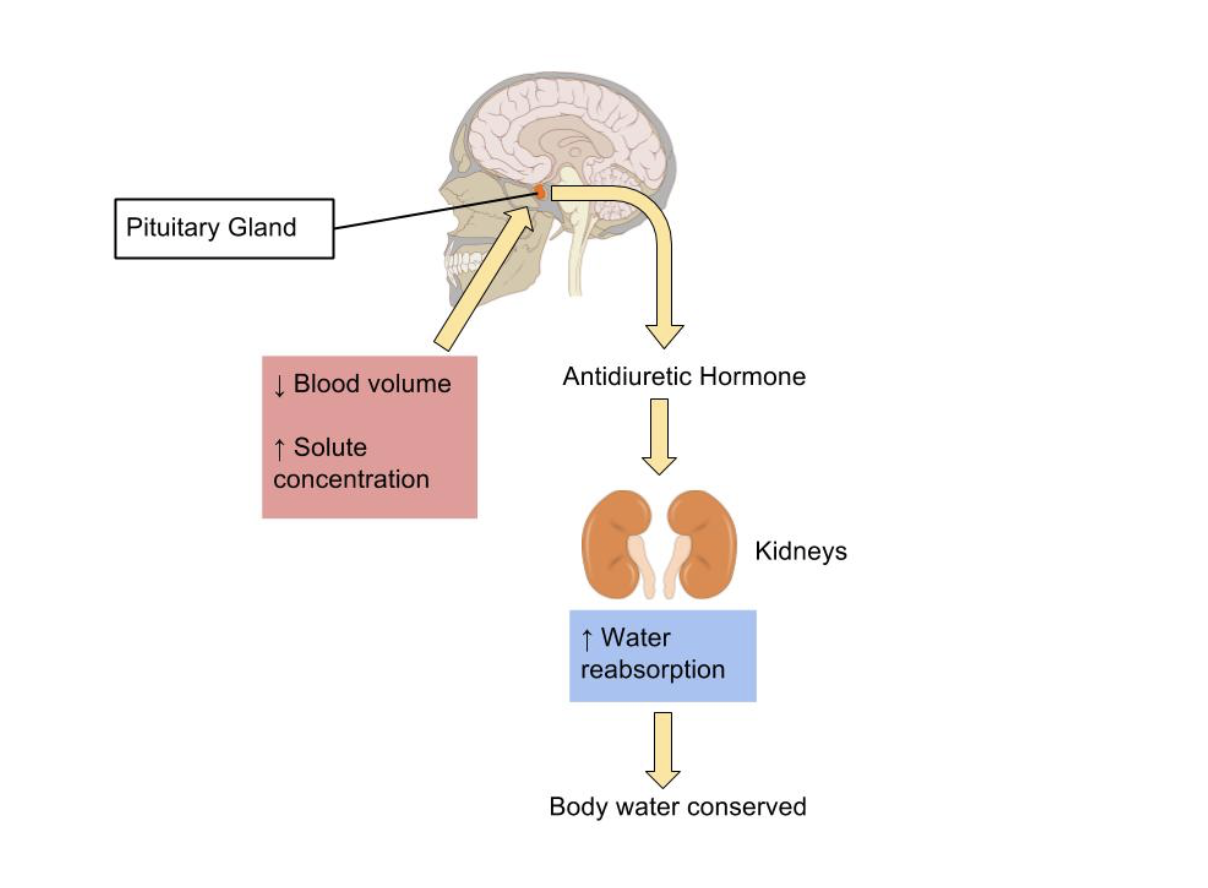 Pituitary Gland
↓ Blood volume
↑ Solute
concentration
Antidiuretic Hormone
Kidneys
↑ Water
reabsorption
Body water conserved